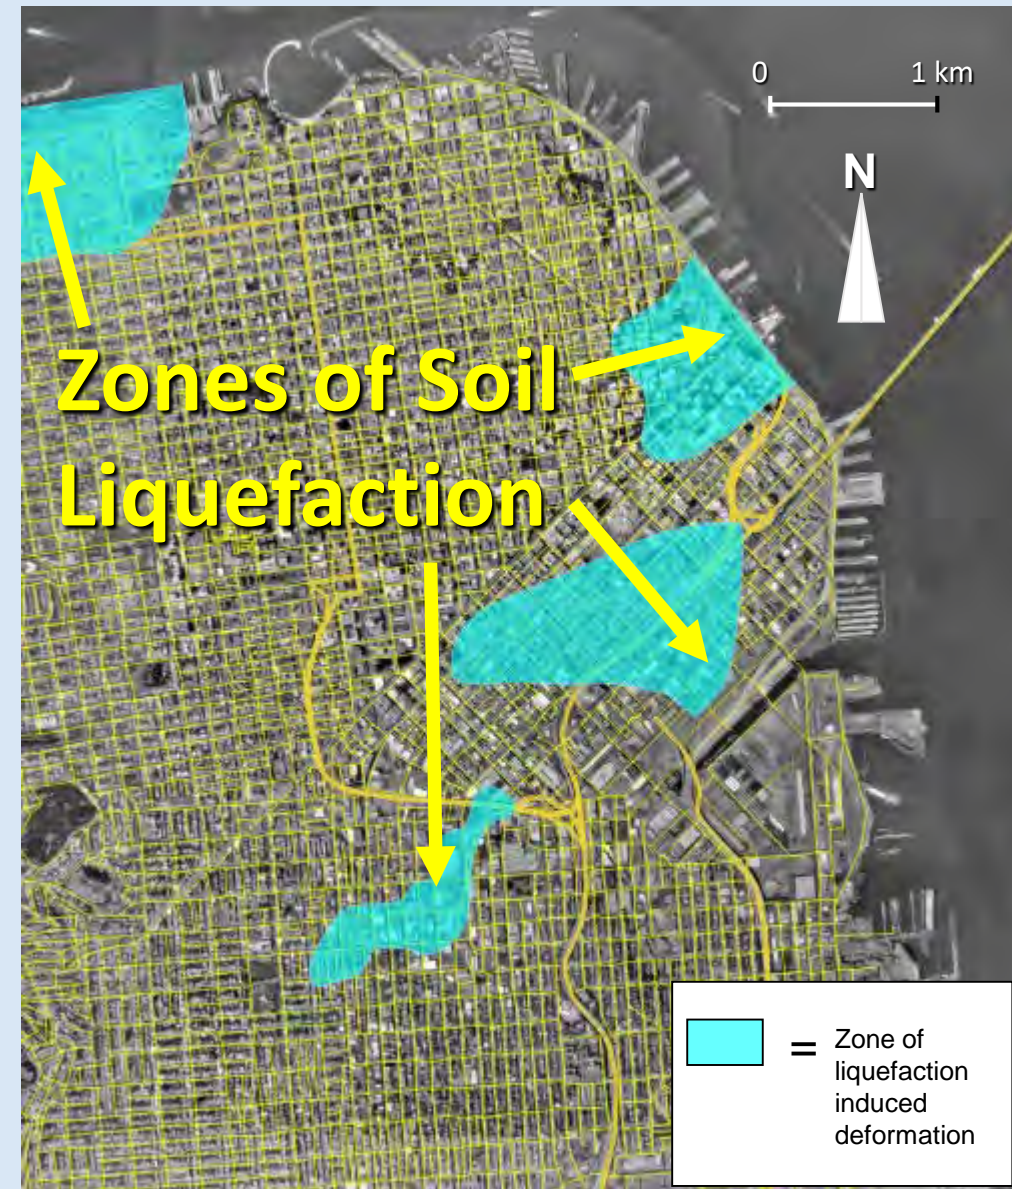 0 1 km
N
Zones of Soil
Liquefaction
= Zone of
liquefaction
induced
deformation